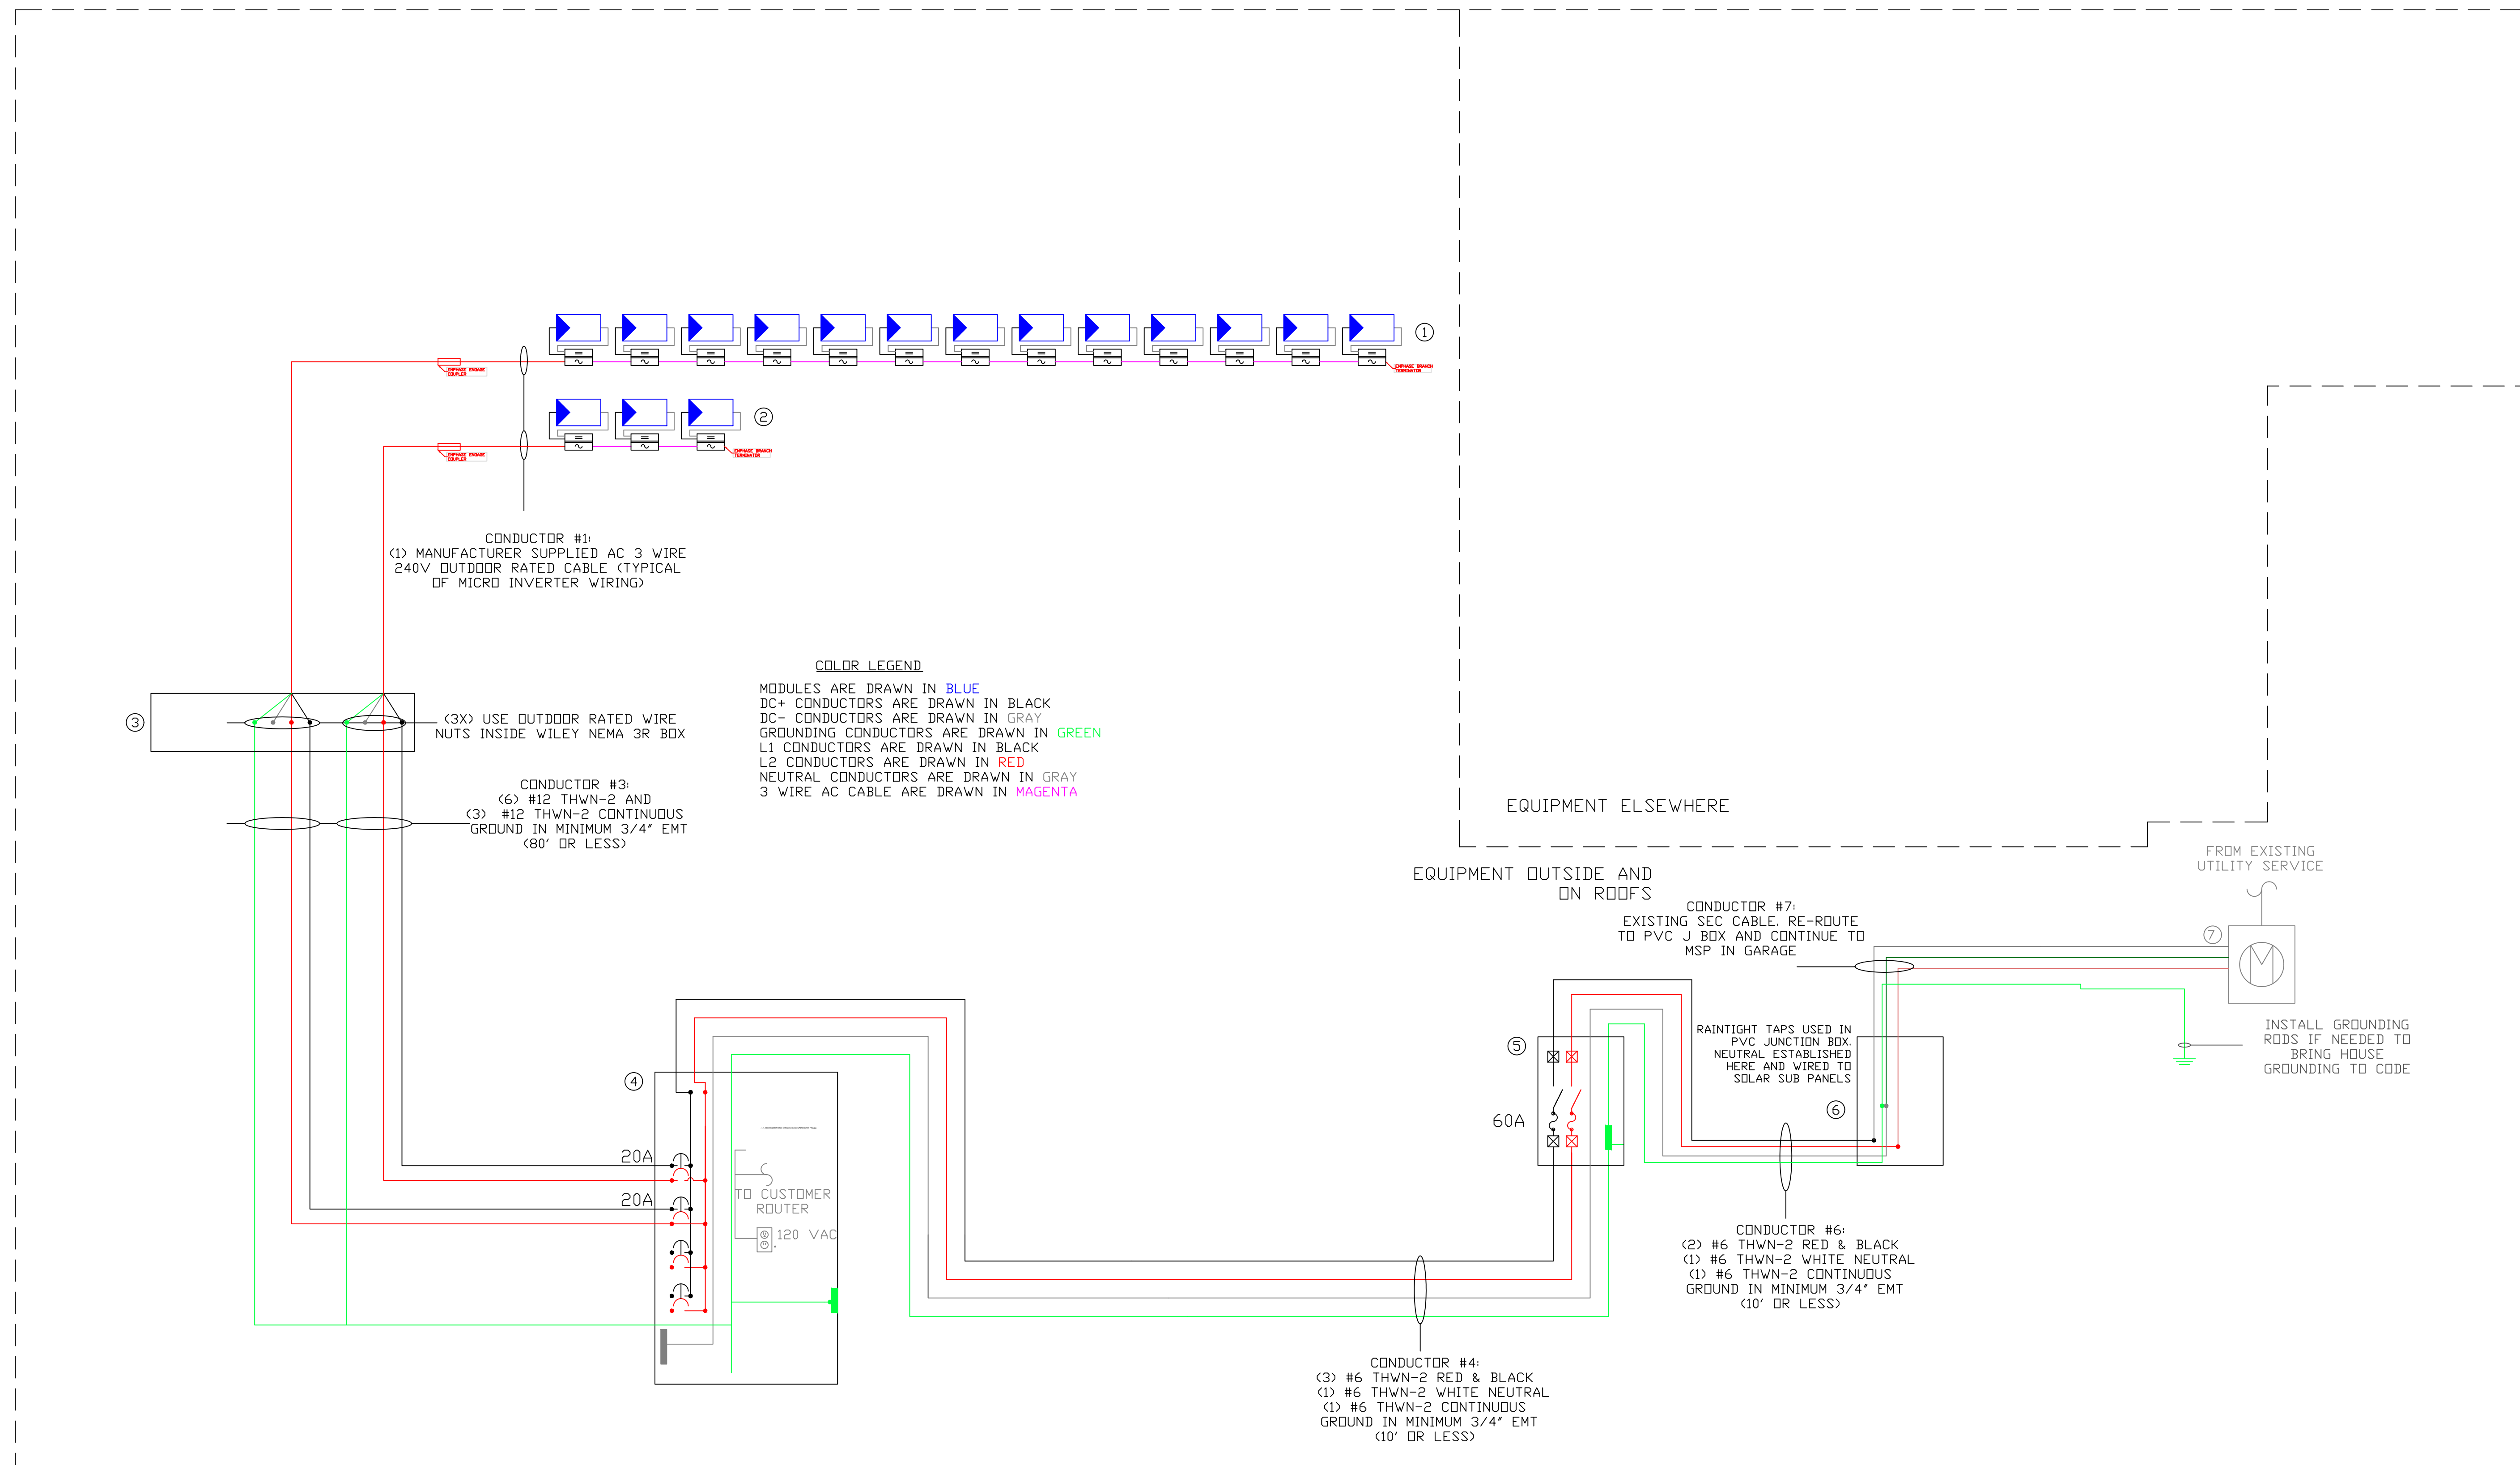 1
ENPHASE ENGAGE
COUPLER
ENPHASE BRANCH
TERMINATOR
2
ENPHASE ENGAGE
COUPLER
ENPHASE BRANCH
TERMINATOR
CONDUCTOR #1:
(1) MANUFACTURER SUPPLIED AC 3 WIRE
240V OUTDOOR RATED CABLE (TYPICAL
OF MICRO INVERTER WIRING)
COLOR LEGEND
MODULES ARE DRAWN IN BLUE
DC+ CONDUCTORS ARE DRAWN IN BLACK
DC- CONDUCTORS ARE DRAWN IN GRAY
GROUNDING CONDUCTORS ARE DRAWN IN GREEN
L1 CONDUCTORS ARE DRAWN IN BLACK
L2 CONDUCTORS ARE DRAWN IN RED
NEUTRAL CONDUCTORS ARE DRAWN IN GRAY
3 WIRE AC CABLE ARE DRAWN IN MAGENTA
3
(3X) USE OUTDOOR RATED WIRE
NUTS INSIDE WILEY NEMA 3R BOX
CONDUCTOR #3:
(6) #12 THWN-2 AND
(3) #12 THWN-2 CONTINUOUS
GROUND IN MINIMUM 3/4" EMT
(80' OR LESS)
EQUIPMENT ELSEWHERE
EQUIPMENT OUTSIDE AND
ON ROOFS
FROM EXISTING
UTILITY SERVICE
CONDUCTOR #7:
EXISTING SEC CABLE. RE-ROUTE
TO PVC J BOX AND CONTINUE TO
MSP IN GARAGE
7
M
INSTALL GROUNDING
RODS IF NEEDED TO
BRING HOUSE
GROUNDING TO CODE
RAINTIGHT TAPS USED IN
PVC JUNCTION BOX.
NEUTRAL ESTABLISHED
HERE AND WIRED TO
SOLAR SUB PANELS
5
60A
6
4
20A
20A
TO CUSTOMER
ROUTER
120 VAC
CONDUCTOR #6:
(2) #6 THWN-2 RED & BLACK
(1) #6 THWN-2 WHITE NEUTRAL
(1) #6 THWN-2 CONTINUOUS
GROUND IN MINIMUM 3/4" EMT
(10' OR LESS)
CONDUCTOR #4:
(3) #6 THWN-2 RED & BLACK
(1) #6 THWN-2 WHITE NEUTRAL
(1) #6 THWN-2 CONTINUOUS
GROUND IN MINIMUM 3/4" EMT
(10' OR LESS)